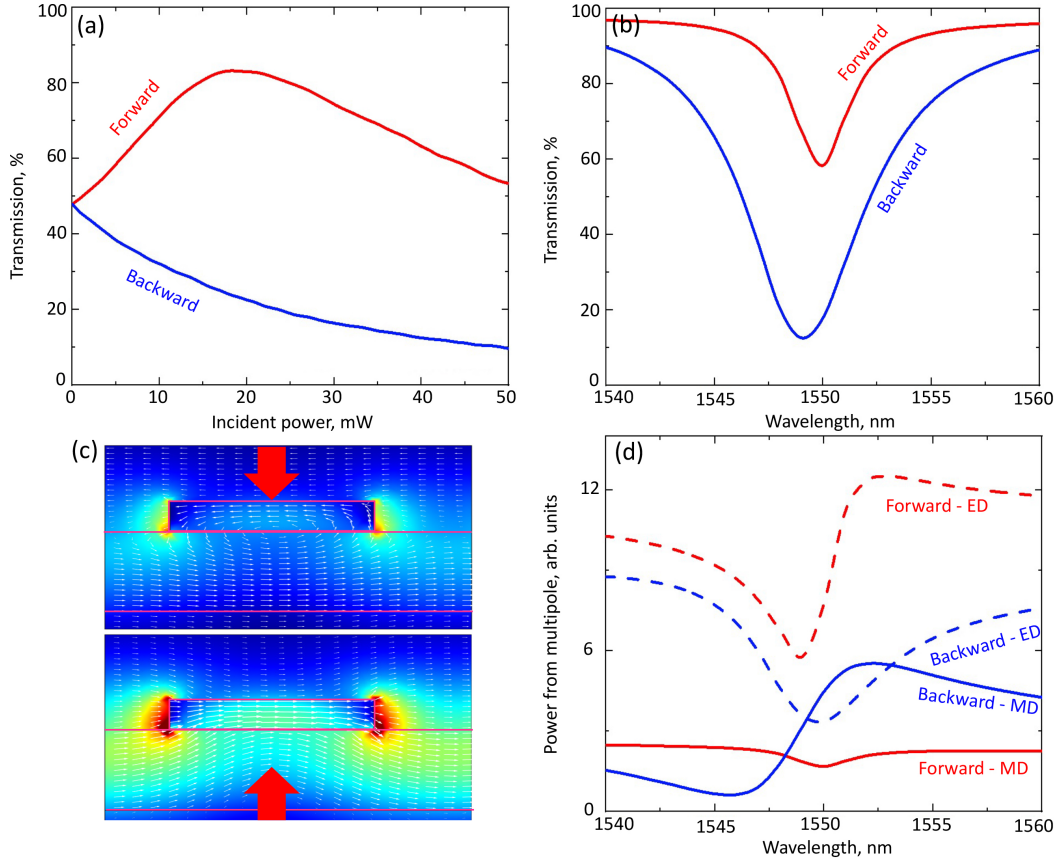 (a)
100
80
60
40
20
0
Transmission, %
Forward
Backward
0
10
20
30
40
50
Incident power, mW
(b)
100
80
60
40
20
0
Transmission, %
Forward
Backward
1540
1545
1550
1555
1560
Wavelength, nm
(c)
(d)
12
6
0
Power from multipole, arb. units
Forward - ED
Backward - ED
Backward - MD
Forward - MD
1540
1545
1550
1555
1560
Wavelength, nm